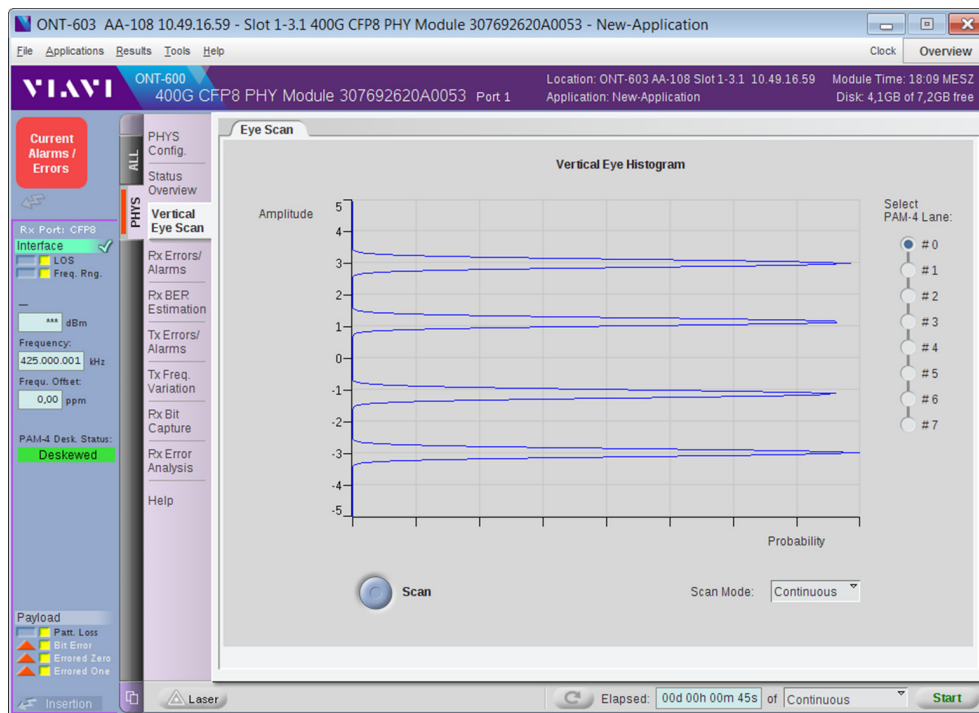 ONT-603 AA-108 10.49.16.59 - Slot 1-3.1 400G CFP8 PHY Module 307692620A0053 - New-Application
File Applications Results Tools Help
Clock Overview
VIAVI
ONT-600
400G CFP8 PHY Module 307692620A0053 Port 1
Location: ONT-603 AA-108 Slot 1-3.1 10.49.16.59
Application: New-Application
Module Time: 18:09 MESZ
Disk: 4,1GB of 7,2GB free
Current
Alarms /
Errors
Rx Port: CFP8
Interface
LOS
Freq. Rng.
—
*** dBm
Frequency:
425.000.001 kHz
Frequ. Offset:
0,00 ppm
PAM-4 Desk. Status:
Deskewed
Payload
Patt. Loss
Bit Error
Errored Zero
Errored One
Insertion
ALL
PHYS
PHYS
Config.
Status
Overview
Vertical
Eye Scan
Rx Errors/
Alarms
Rx BER
Estimation
Tx Errors/
Alarms
Tx Freq.
Variation
Rx Bit
Capture
Rx Error
Analysis
Help
Eye Scan
Vertical Eye Histogram
Amplitude
5
4
3
2
1
0
-1
-2
-3
-4
-5
Probability
Select
PAM-4 Lane:
# 0
# 1
# 2
# 3
# 4
# 5
# 6
# 7
Scan
Scan Mode: Continuous
Laser
Elapsed: 00d 00h 00m 45s of Continuous
Start